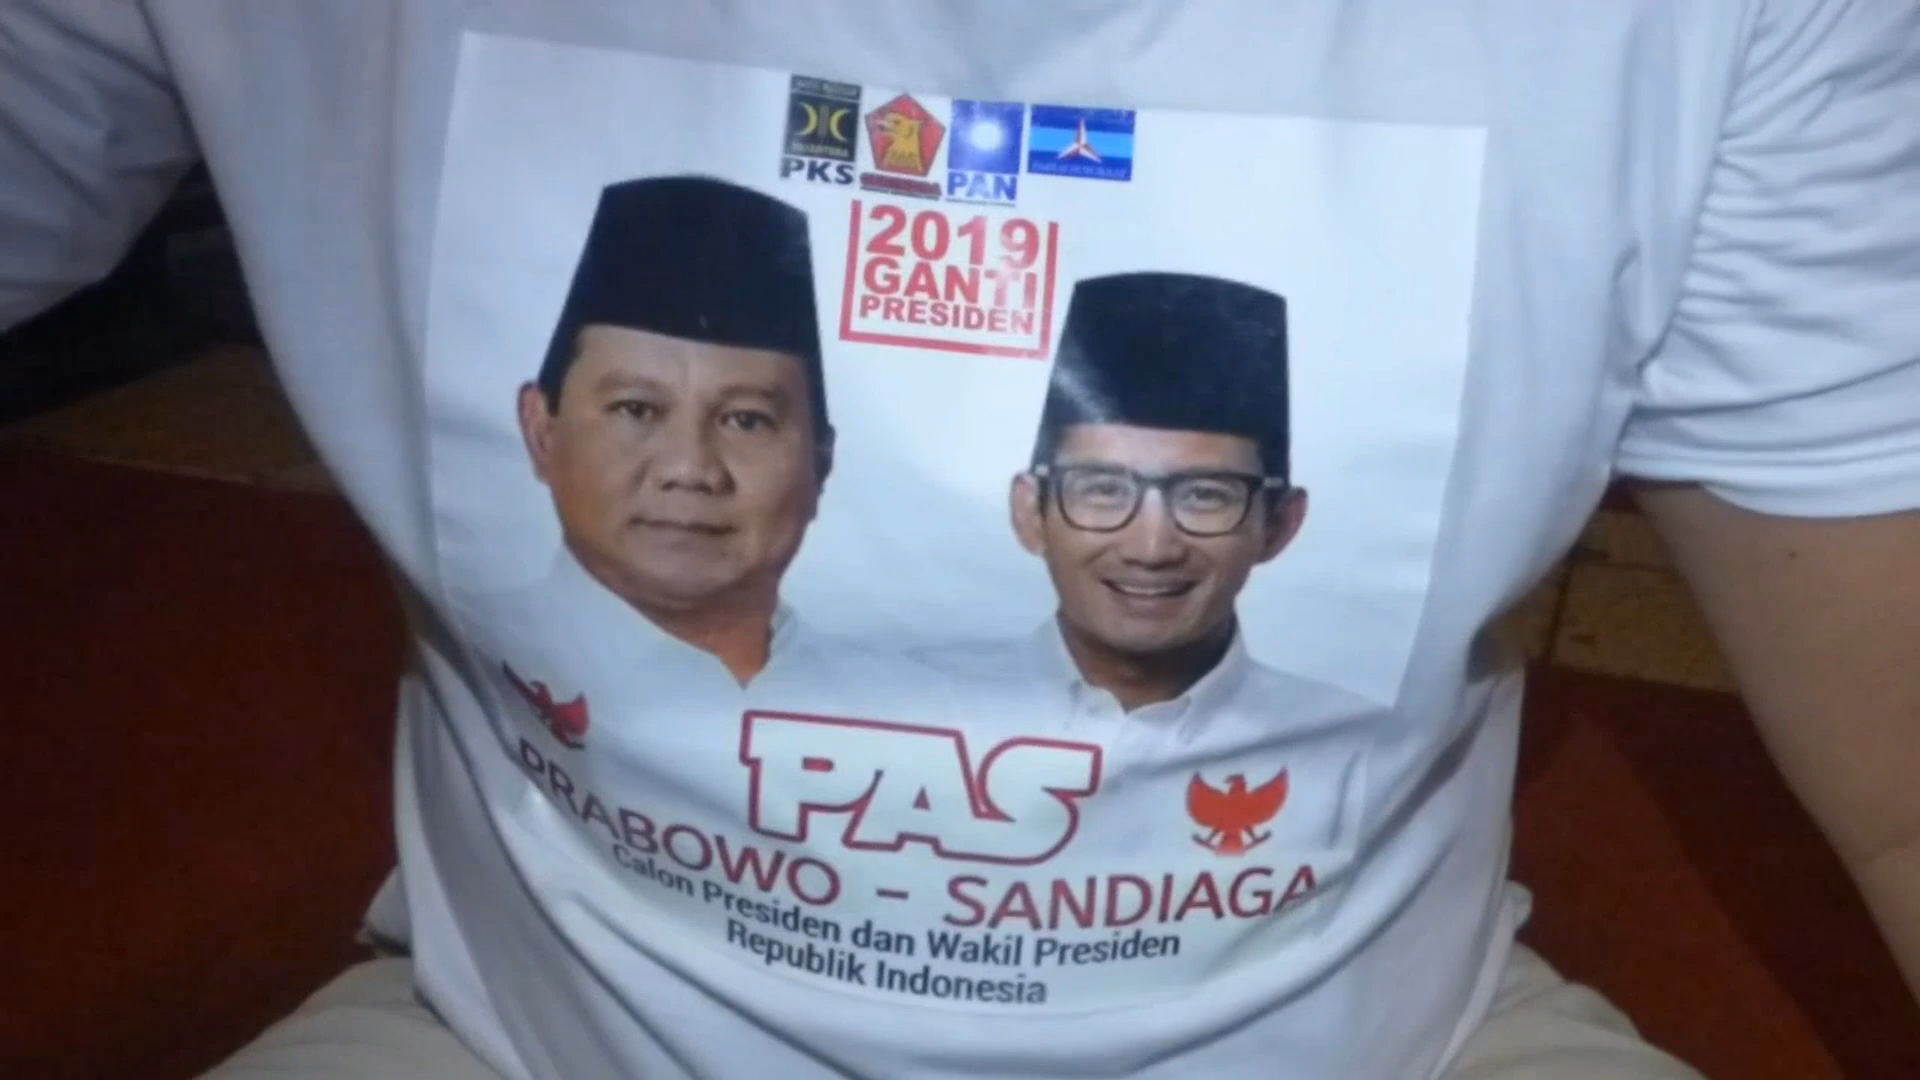 PKS
PAN
2019
GANTI
PRESIDEN
PAS
PRABOWO - SANDIAGA
Calon Presiden dan Wakil Presiden
Republik Indonesia